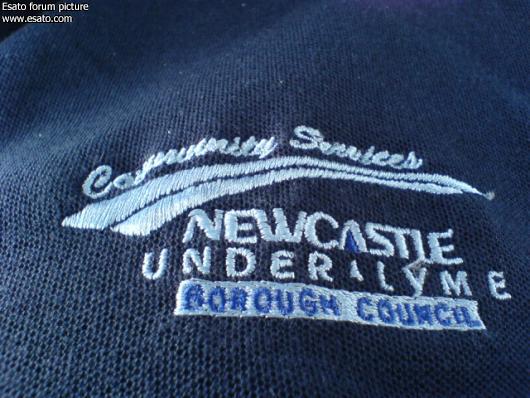 Esato forum picture
www.esato.com
Community Services
NEWCASTLE
UNDER LYME
BOROUGH COUNCIL